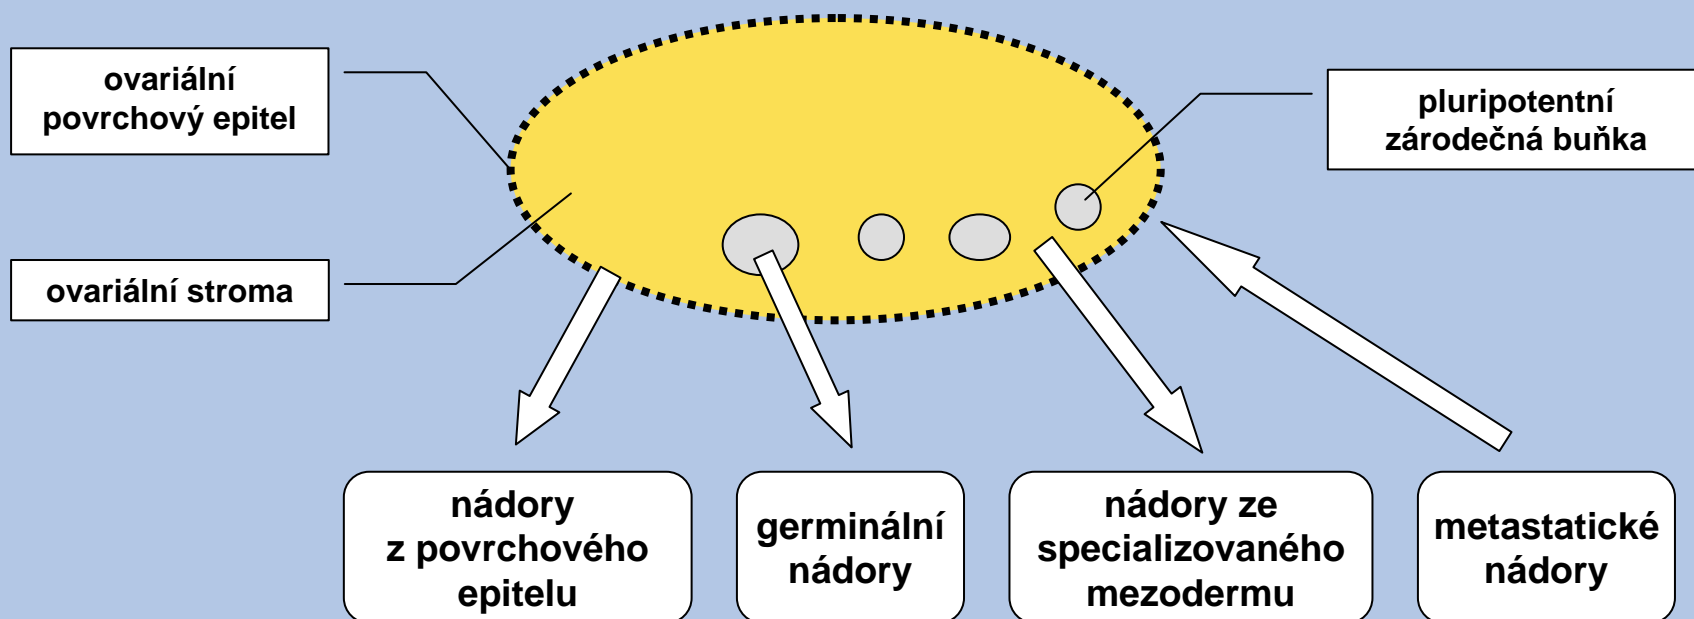 ovariální
povrchový epitel
pluripotentní
zárodečná buňka
ovariální stroma
nádory
z povrchového
epitelu
germinální
nádory
nádory ze
specializovaného
mezodermu
metastatické
nádory